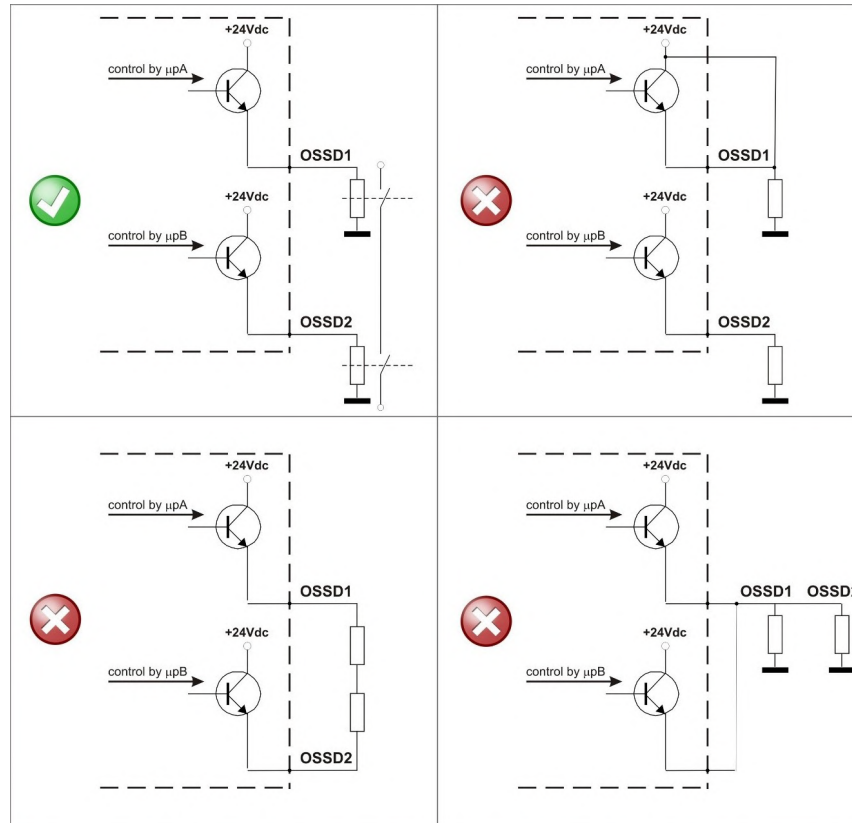 +24Vdc
control by µpA
OSSD1
+24Vdc
control by µpB
OSSD2
+24Vdc
control by µpA
OSSD1
+24Vdc
control by µpB
OSSD2
+24Vdc
control by µpA
OSSD1
+24Vdc
control by µpB
OSSD2
+24Vdc
control by µpA
OSSD1 OSSD2
+24Vdc
control by µpB